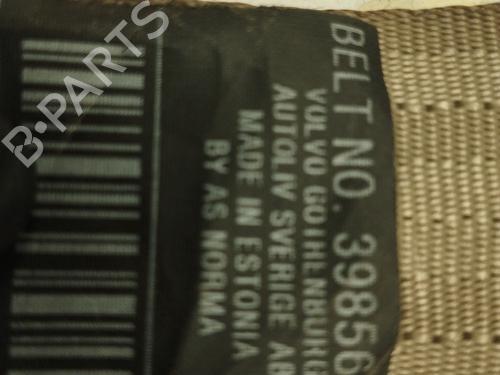 BELT NO. 39856
VOLVO GOTHENBURG
AUTOLIV SVERIGE AB
MADE IN ESTONIA
BY AS NORMA
B-PARTS